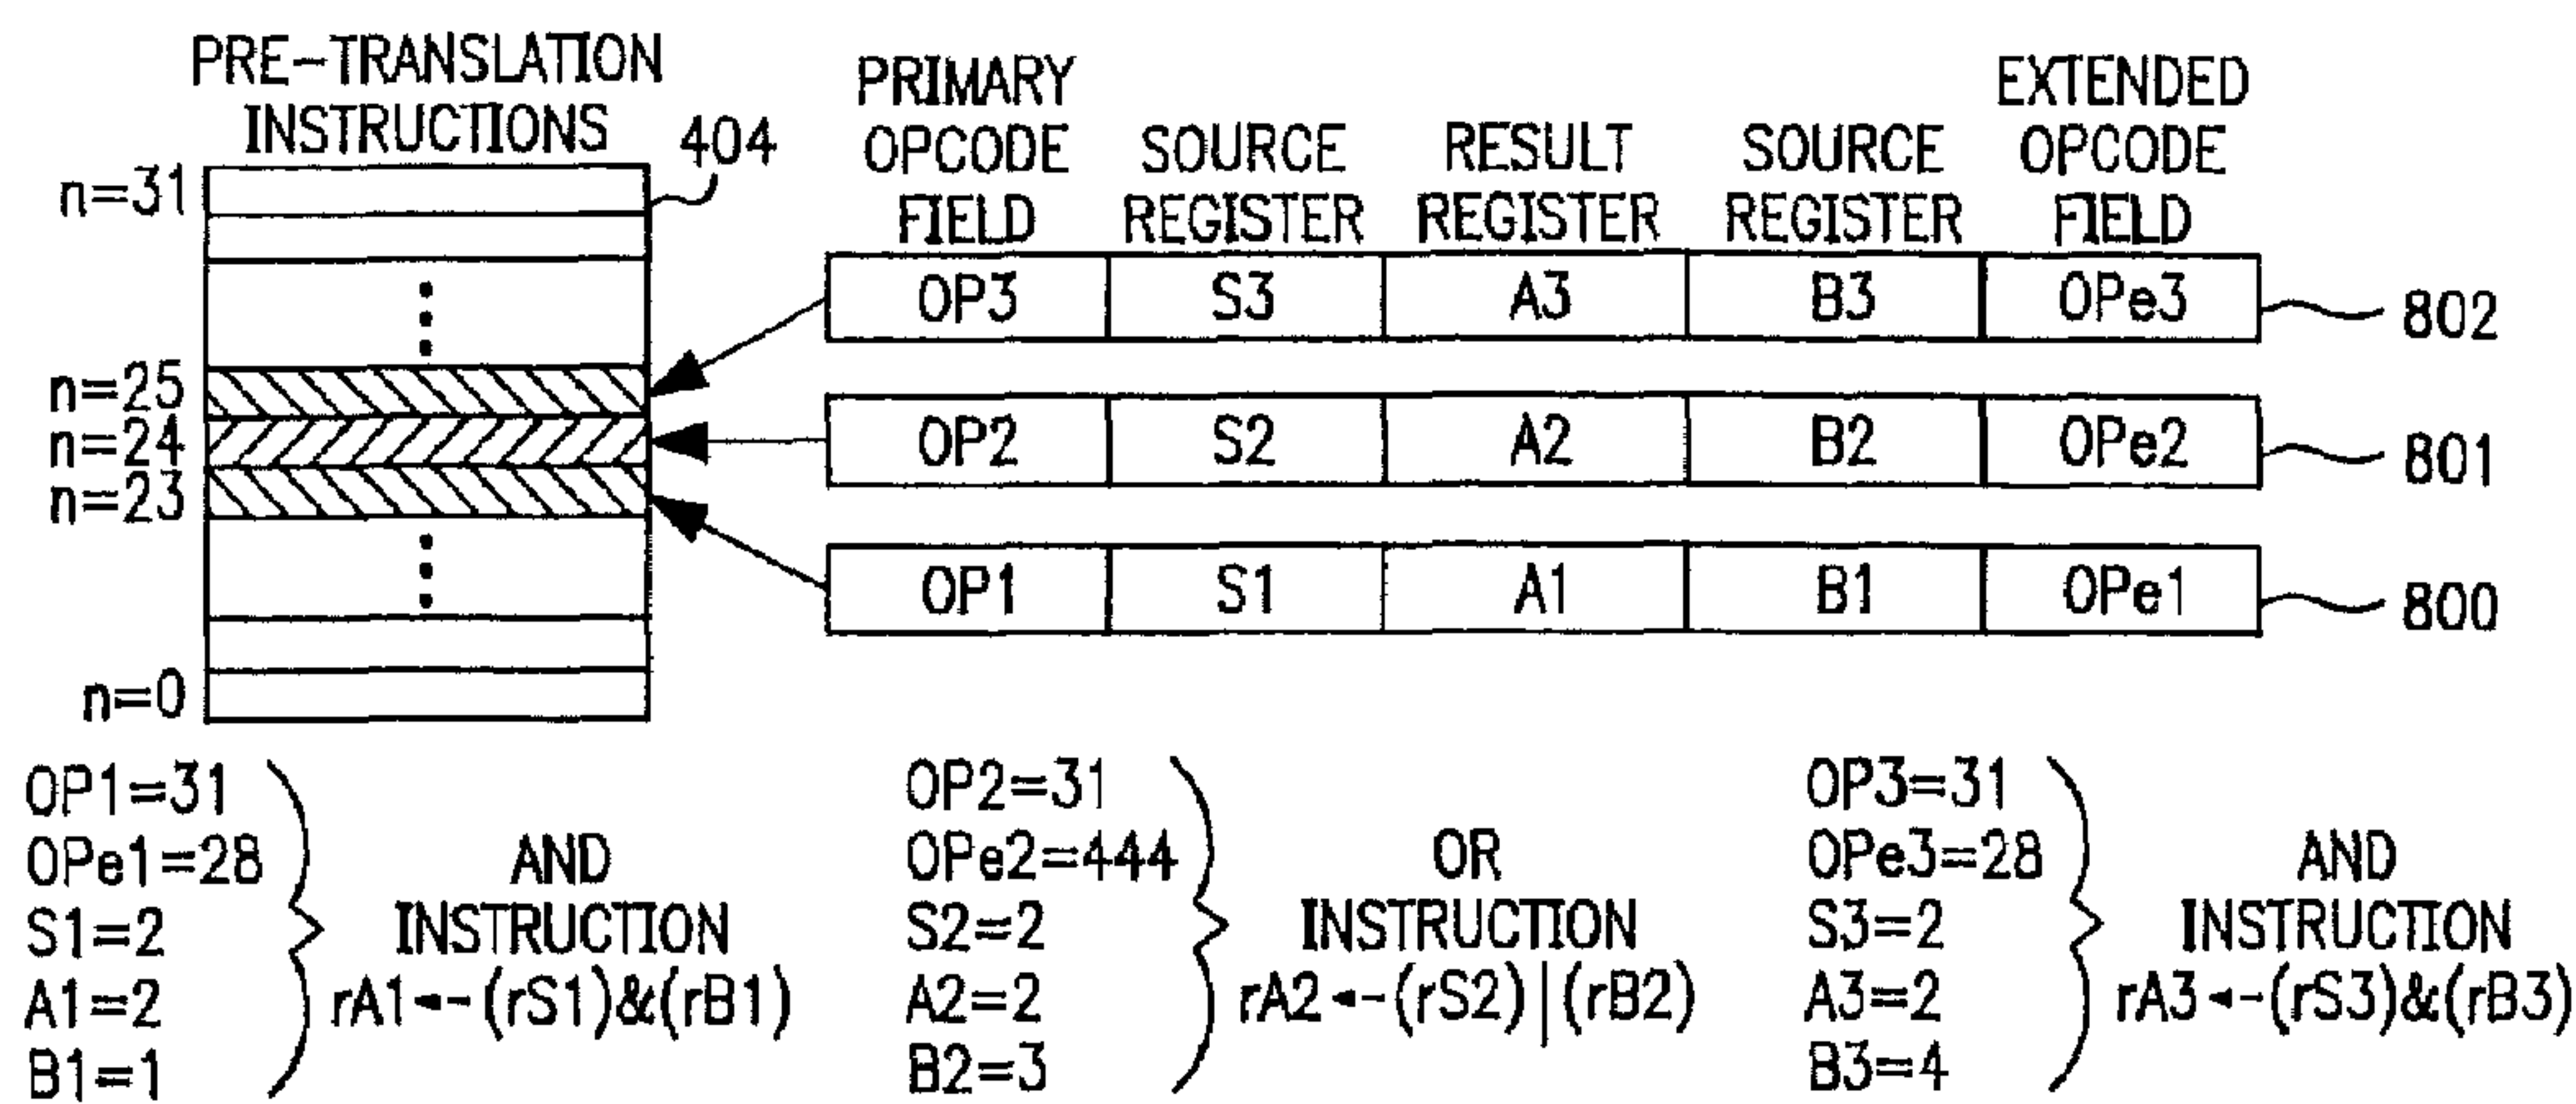 PRE-TRANSLATION
INSTRUCTIONS
404
n=31
n=25
n=24
n=23
n=0
PRIMARY
OPCODE
FIELD
SOURCE
REGISTER
RESULT
REGISTER
SOURCE
REGISTER
EXTENDED
OPCODE
FIELD
OP3 S3 A3 B3 OPe3 802
OP2 S2 A2 B2 OPe2 801
OP1 S1 A1 B1 OPe1 800
OP1=31
OPe1=28
S1=2
A1=2
B1=1
AND
INSTRUCTION
rA1◄-(rS1)&(rB1)
OP2=31
OPe2=444
S2=2
A2=2
B2=3
OR
INSTRUCTION
rA2◄-(rS2)|(rB2)
OP3=31
OPe3=28
S3=2
A3=2
B3=4
AND
INSTRUCTION
rA3◄-(rS3)&(rB3)